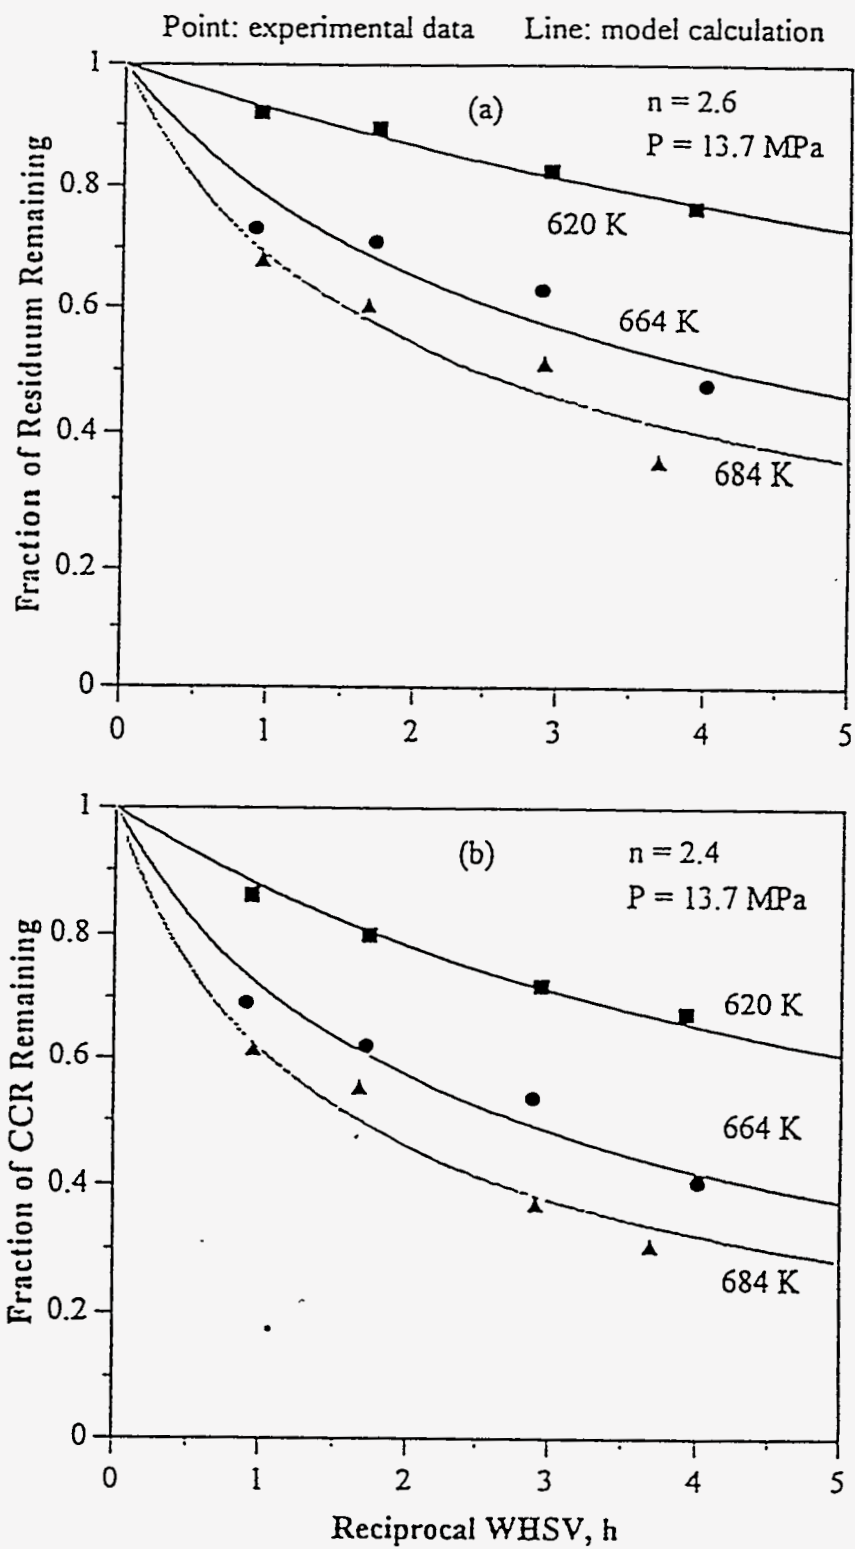 Point: experimental data Line: model calculation
1
(a)
n = 2.6
P = 13.7 MPa
0.8
620 K
0.6
664 K
0.4
684 K
0.2
0
Fraction of Residuum Remaining
0 1 2 3 4 5
1
(b)
n = 2.4
P = 13.7 MPa
0.8
620 K
0.6
664 K
0.4
684 K
0.2
0
Fraction of CCR Remaining
0 1 2 3 4 5
Reciprocal WHSV, h